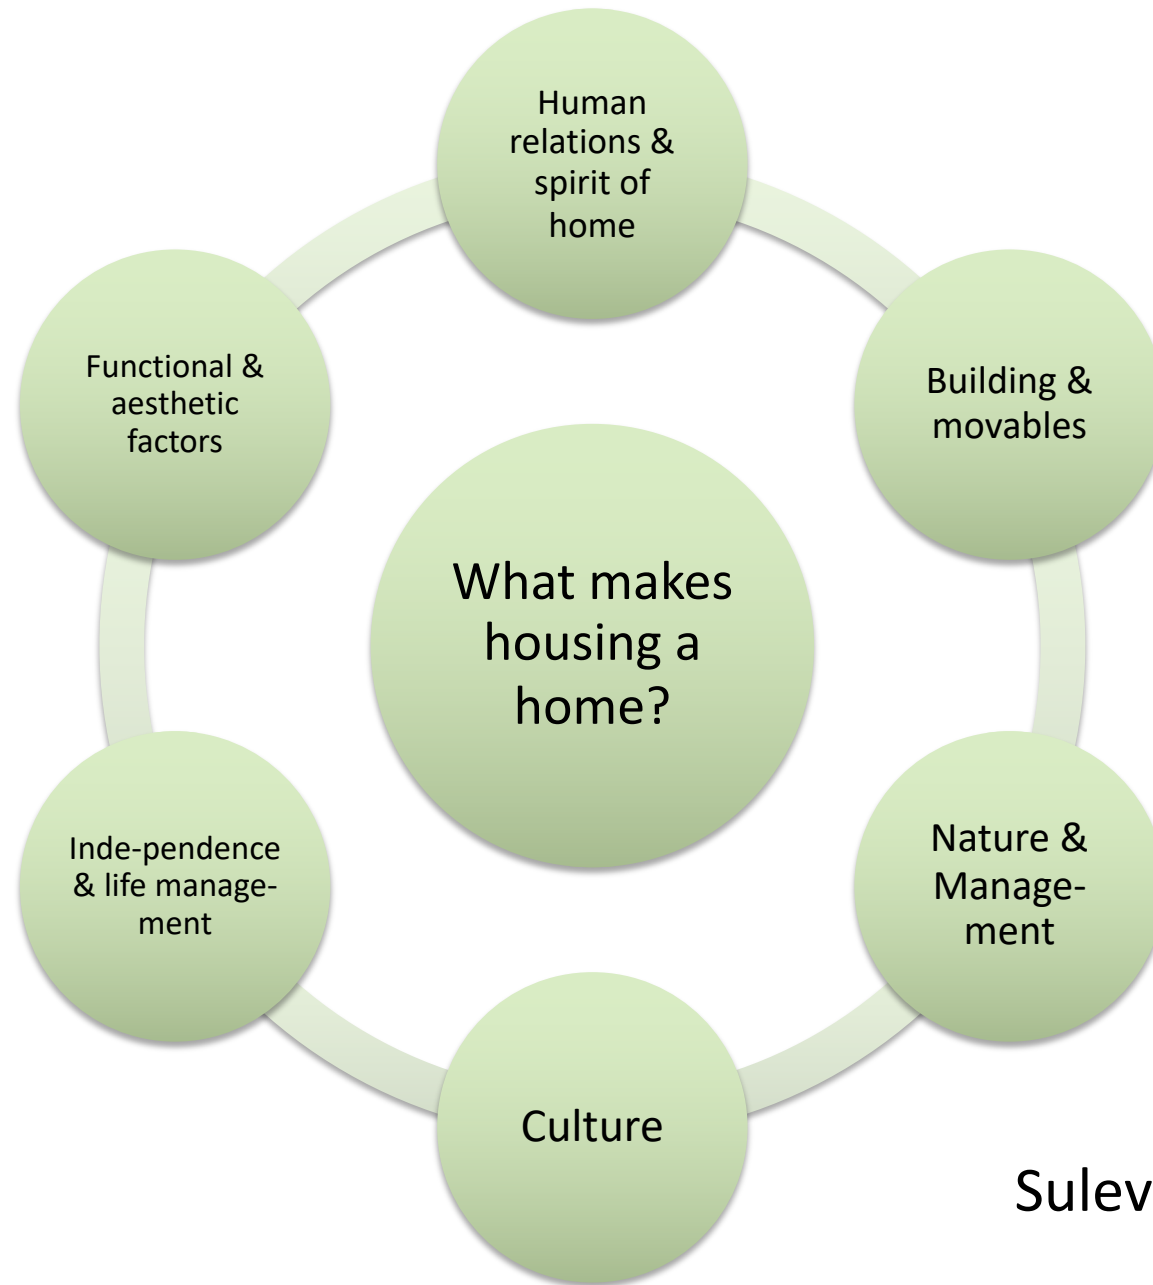 Human
relations &
spirit of
home
Building &
movables
Nature &
Manage-
ment
Culture
Inde-pendence
& life manage-
ment
Functional &
aesthetic
factors
What makes
housing a
home?
Sulev